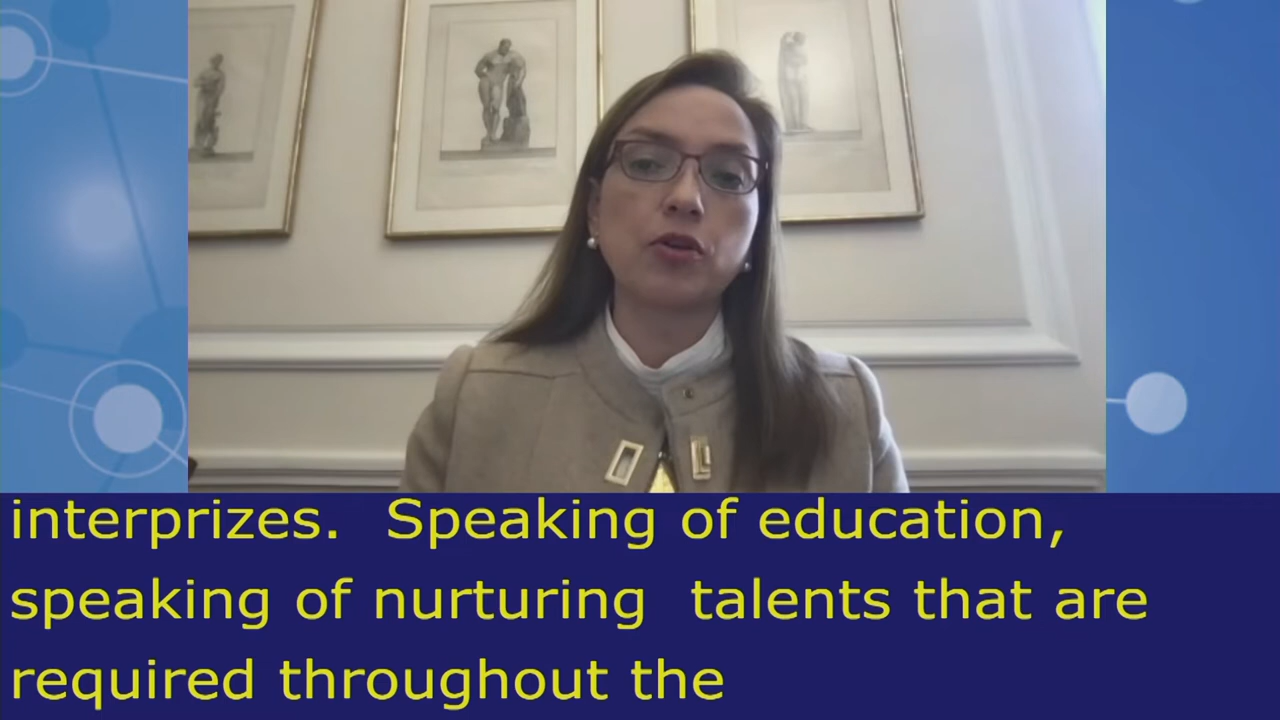 interprizes.  Speaking of education,
speaking of nurturing  talents that are
required throughout the